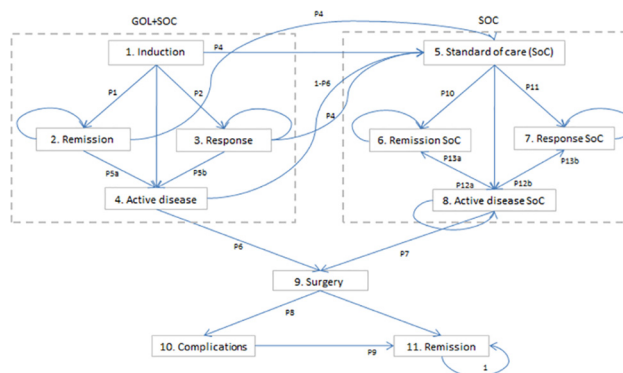 GOL+SOC
P4
SOC
1. Induction
P4
5. Standard of care (SoC)
1-P6
P1
P2
P10
P11
2. Remission
3. Response
P4
6. Remission SoC
7. Response SoC
P5a
P5b
P13a
P13b
4. Active disease
P12a
P12b
8. Active disease SoC
P6
P7
9. Surgery
P8
10. Complications
P9
11. Remission
1